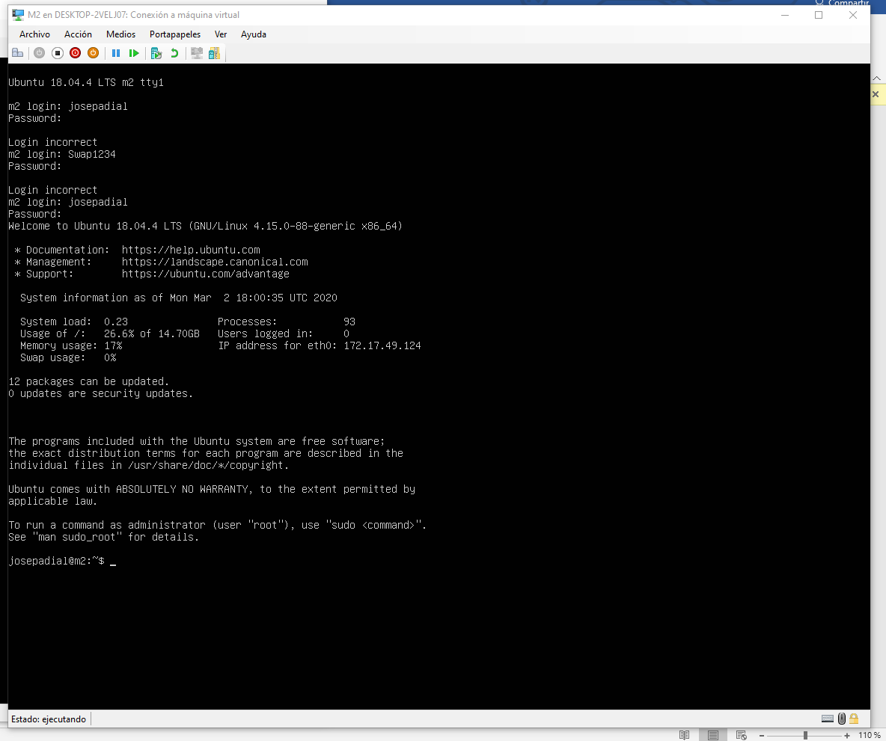 Compartir
M2 en DESKTOP-2VELJ07: Conexión a máquina virtual
Archivo Acción Medios Portapapeles Ver Ayuda
Ubuntu 18.04.4 LTS m2 tty1
m2 login: josepadial
Password:
Login incorrect
m2 login: Swap1234
Password:
Login incorrect
m2 login: josepadial
Password:
Welcome to Ubuntu 18.04.4 LTS (GNU/Linux 4.15.0-88-generic x86_64)
* Documentation: https://help.ubuntu.com
* Management: https://landscape.canonical.com
* Support: https://ubuntu.com/advantage
System information as of Mon Mar 2 18:00:35 UTC 2020
System load: 0.23 Processes: 93
Usage of /: 26.6% of 14.70GB Users logged in: 0
Memory usage: 17% IP address for eth0: 172.17.49.124
Swap usage: 0%
12 packages can be updated.
0 updates are security updates.
The programs included with the Ubuntu system are free software;
the exact distribution terms for each program are described in the
individual files in /usr/share/doc/*/copyright.
Ubuntu comes with ABSOLUTELY NO WARRANTY, to the extent permitted by
applicable law.
To run a command as administrator (user "root"), use "sudo <command>".
See "man sudo_root" for details.
josepadial@m2:~$ _
Estado: ejecutando
110 %